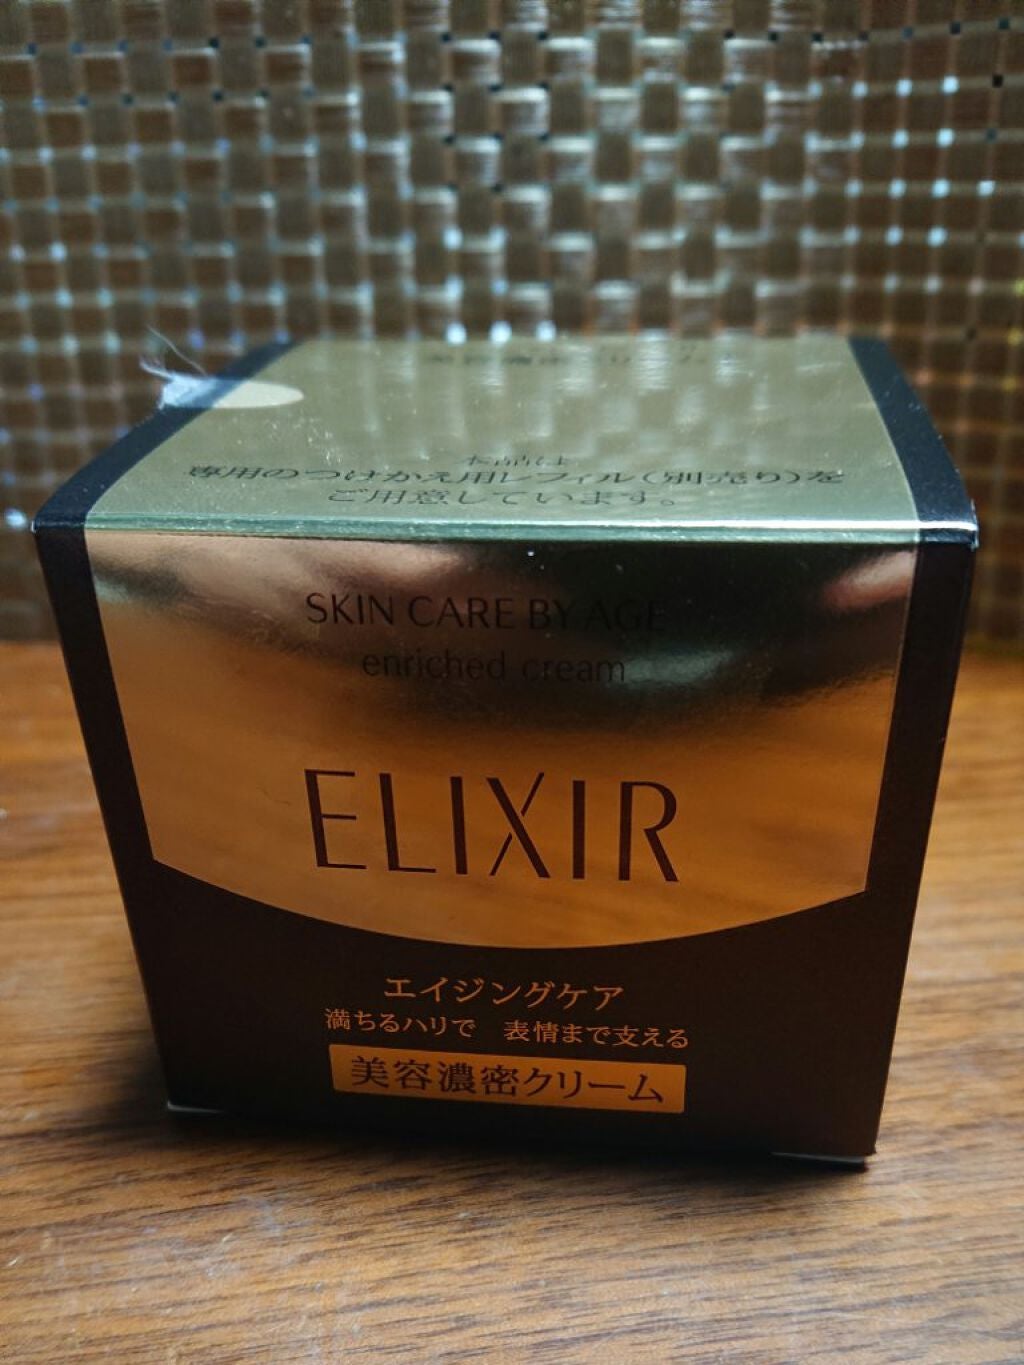 本品は
専用のつけかえ用レフィル(別売り)を
ご用意しています。
SKIN CARE BY AGE
enriched cream
ELIXIR
エイジングケア
満ちるハリで 表情まで支える
美容濃密クリーム